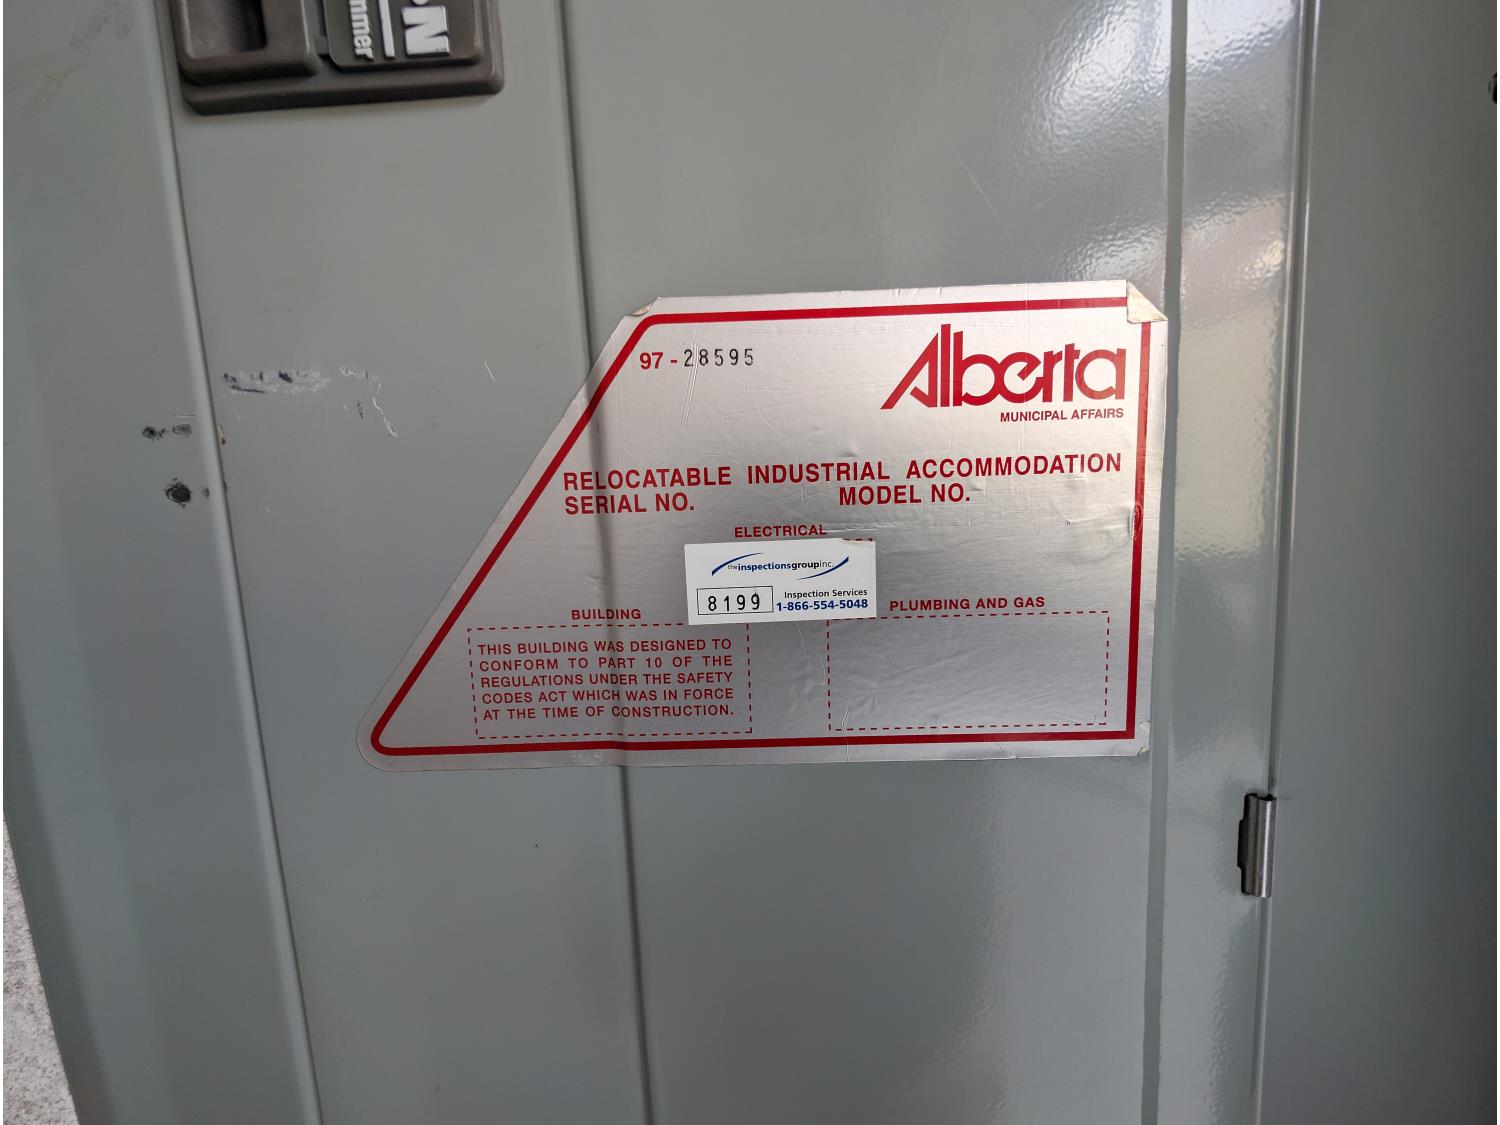 97 - 28595
Alberta
MUNICIPAL AFFAIRS
RELOCATABLE INDUSTRIAL ACCOMMODATION
SERIAL NO. MODEL NO.
ELECTRICAL
theinspectionsgroupinc.
8199
Inspection Services
1-866-554-5048
BUILDING
THIS BUILDING WAS DESIGNED TO
CONFORM TO PART 10 OF THE
REGULATIONS UNDER THE SAFETY
CODES ACT WHICH WAS IN FORCE
AT THE TIME OF CONSTRUCTION.
PLUMBING AND GAS